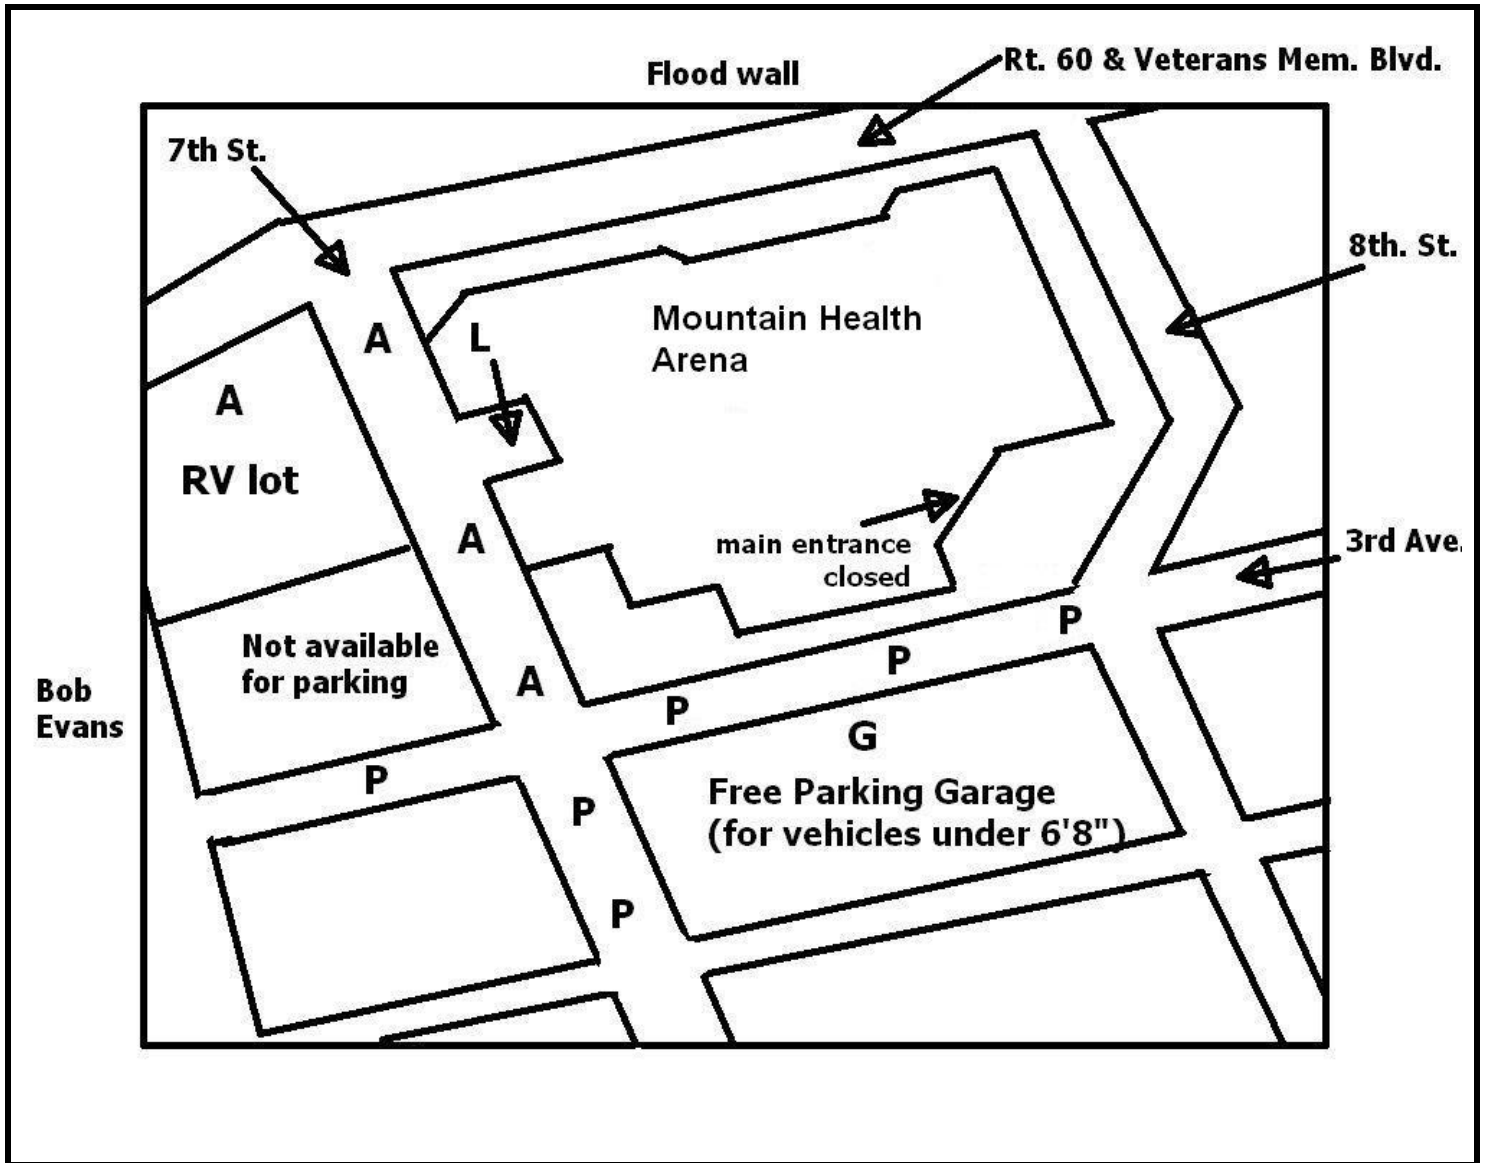 Rt. 60 & Veterans Mem. Blvd.
Flood wall
7th St.
8th. St.
Mountain Health
Arena
A
L
A
RV lot
A
main entrance
closed
3rd Ave.
P
Not available
for parking
P
A
Bob
Evans
P
G
P
Free Parking Garage
(for vehicles under 6'8")
P
P